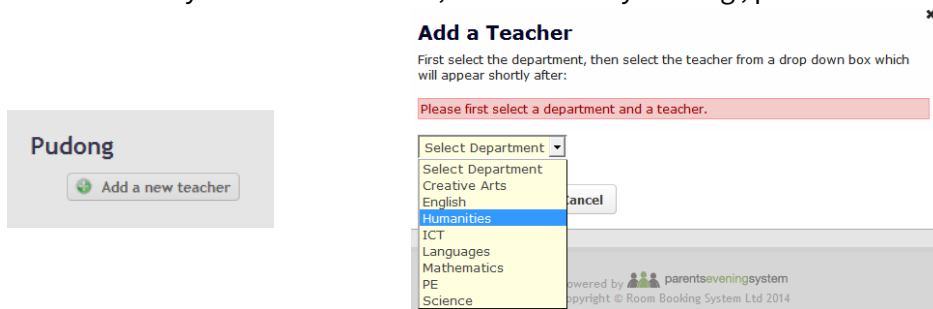 Pudong
Add a new teacher
Add a Teacher
First select the department, then select the teacher from a drop down box which
will appear shortly after:
Please first select a department and a teacher.
Select Department
Select Department
Creative Arts
English
Humanities
ICT
Languages
Mathematics
PE
Science
Cancel
owered by parentseveningsystem
opyright © Room Booking System Ltd 2014